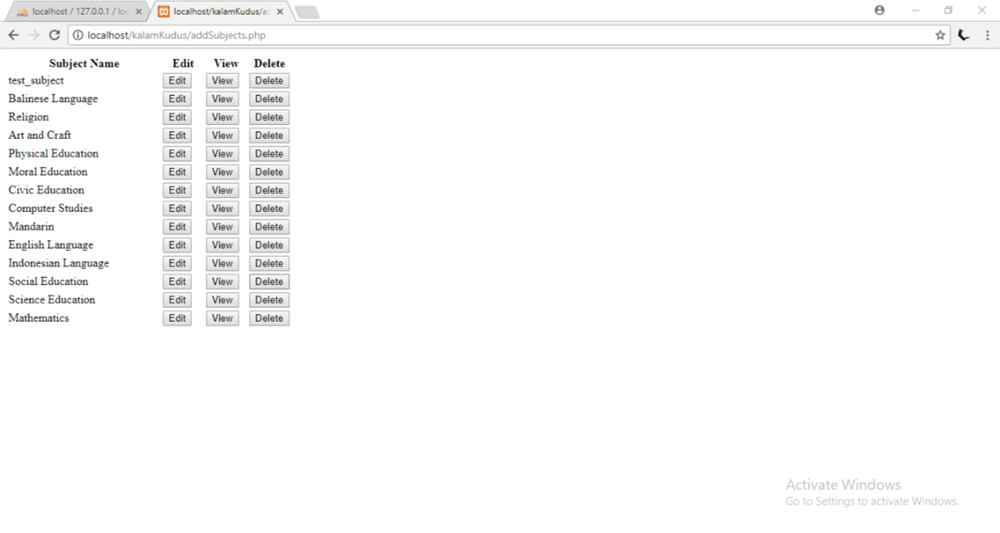 localhost / 127.0.0.1 / log
localhost/kalamKudus/ad
localhost/kalamKudus/addSubjects.php
Subject Name Edit View Delete
test_subject Edit View Delete
Balinese Language Edit View Delete
Religion Edit View Delete
Art and Craft Edit View Delete
Physical Education Edit View Delete
Moral Education Edit View Delete
Civic Education Edit View Delete
Computer Studies Edit View Delete
Mandarin Edit View Delete
English Language Edit View Delete
Indonesian Language Edit View Delete
Social Education Edit View Delete
Science Education Edit View Delete
Mathematics Edit View Delete
Activate Windows
Go to Settings to activate Windows.